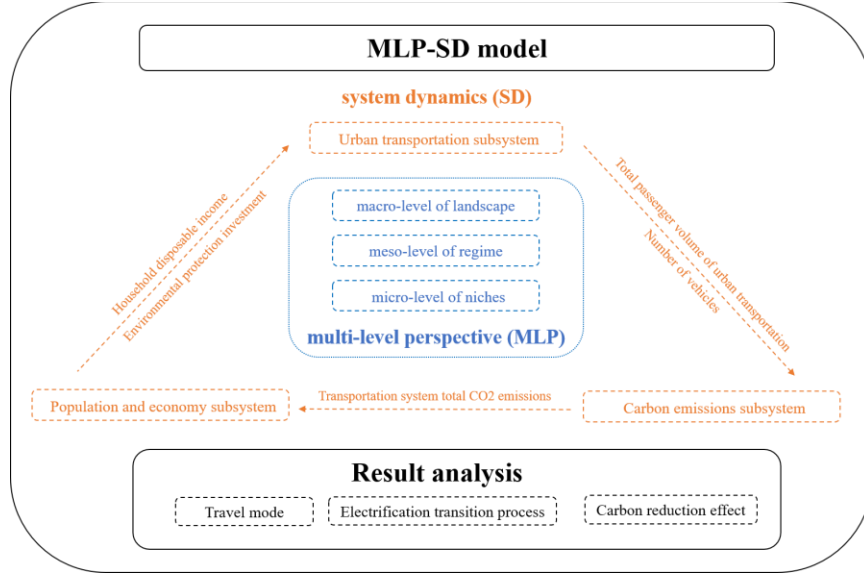 MLP-SD model
system dynamics (SD)
Urban transportation subsystem
Household disposable income
Environmental protection investment
macro-level of landscape
meso-level of regime
micro-level of niches
multi-level perspective (MLP)
Total passenger volume of urban transportation
Number of vehicles
Population and economy subsystem
Transportation system total CO2 emissions
Carbon emissions subsystem
Result analysis
Travel mode
Electrification transition process
Carbon reduction effect